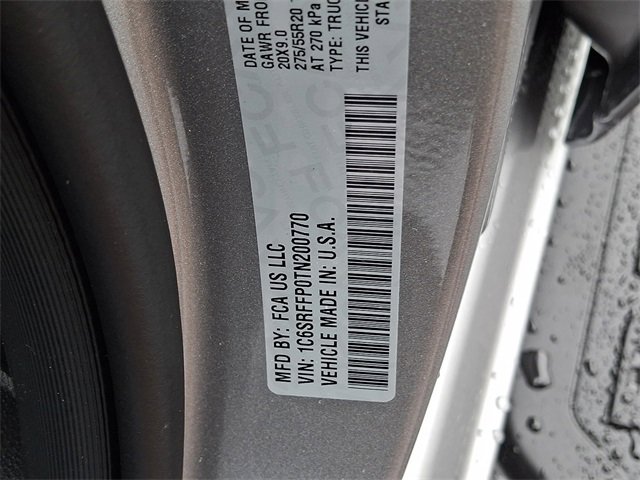 DATE OF M
GAWR FRO
20X9.0
275/55R20
AT 270 kPa
TYPE: TRUC
THIS VEHICL
STA
MFD BY: FCA US LLC
VIN: 1C6SRFFP0TN200770
VEHICLE MADE IN: U.S.A.